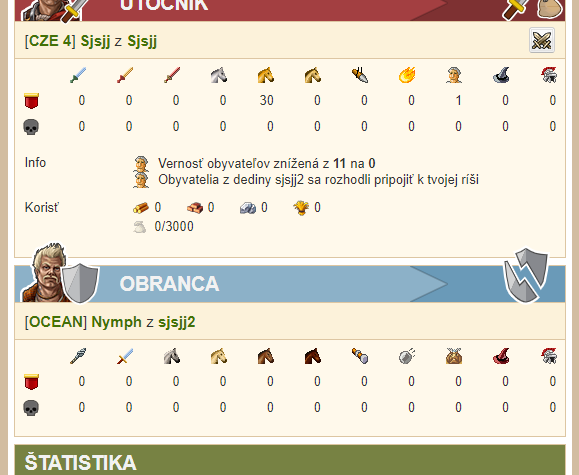 ÚTOČNÍK
[CZE 4] Sjsjj z Sjsjj
0 0 0 0 30 0 0 0 1 0 0
0 0 0 0 0 0 0 0 0 0 0
Info Vernosť obyvateľov znížená z 11 na 0
Obyvatelia z dediny sjsjj2 sa rozhodli pripojiť k tvojej ríši
Korisť 0 0 0 0
0/3000
OBRANCA
[OCEAN] Nymph z sjsjj2
0 0 0 0 0 0 0 0 0 0 0
0 0 0 0 0 0 0 0 0 0 0
ŠTATISTIKA